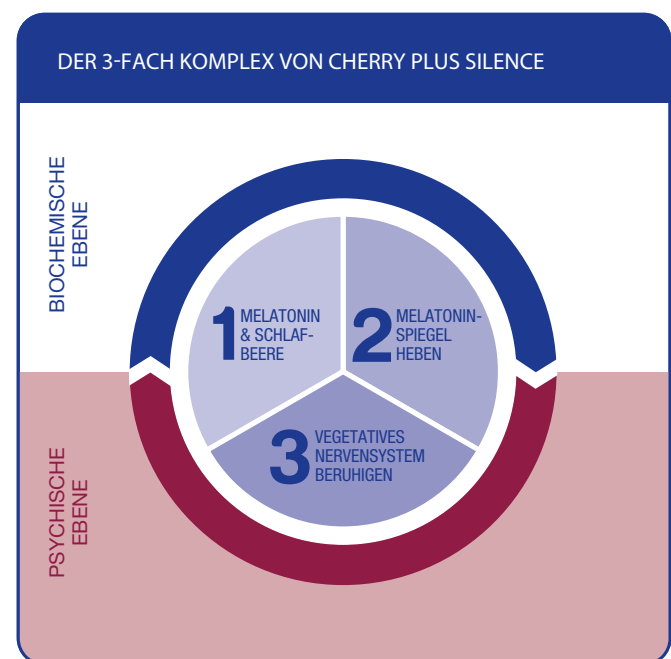 DER 3-FACH KOMPLEX VON CHERRY PLUS SILENCE
BIOCHEMISCHE
EBENE
1 MELATONIN
& SCHLAF-
BEERE
2 MELATONIN-
SPIEGEL
HEBEN
3 VEGETATIVES
NERVENSYSTEM
BERUHIGEN
PSYCHISCHE
EBENE